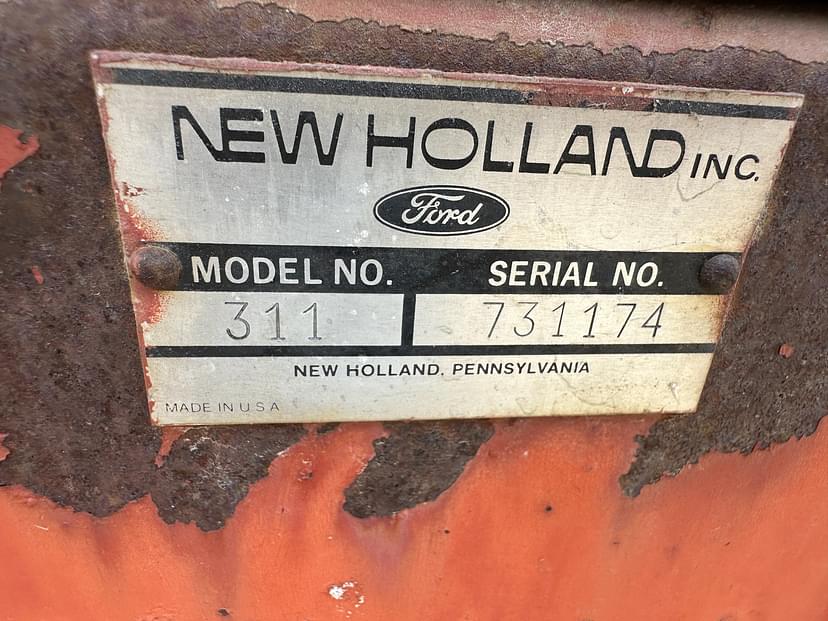 NEW HOLLAND INC.
Ford
MODEL NO. SERIAL NO.
311 731174
NEW HOLLAND, PENNSYLVANIA
MADE IN U S A